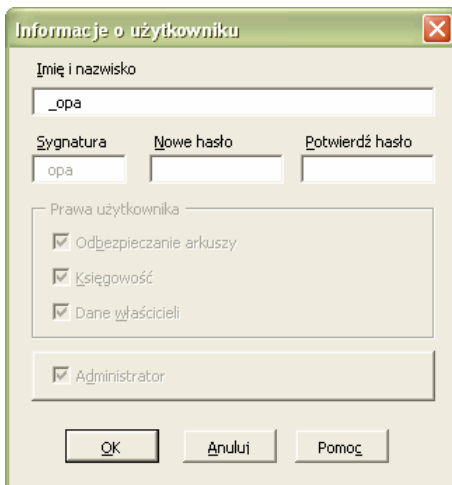 Informacje o użytkowniku
Imię i nazwisko
_opa
Sygnatura Nowe hasło Potwierdź hasło
opa
Prawa użytkownika
Odbezpieczanie arkuszy
Księgowość
Dane właścicieli
Administrator
OK Anuluj Pomoc